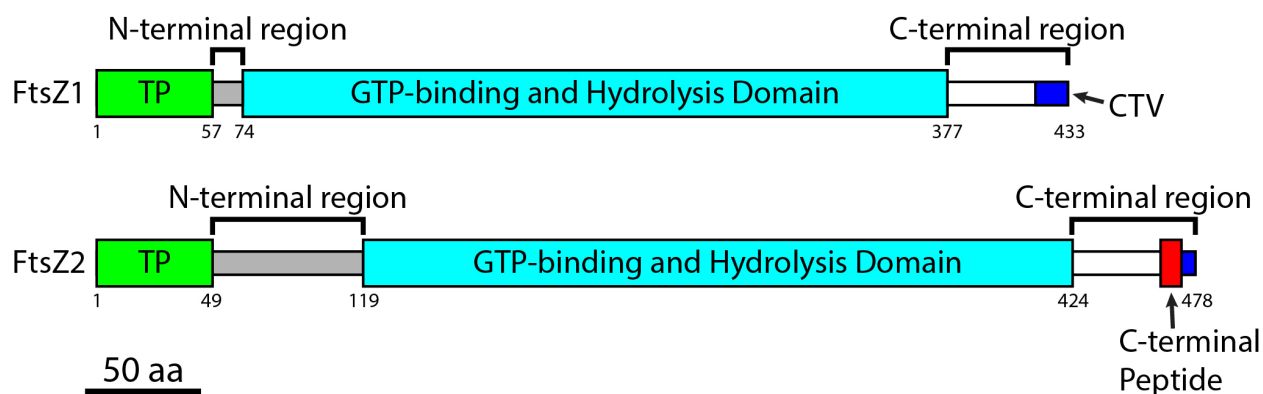 N-terminal region
C-terminal region
FtsZ1
TP
GTP-binding and Hydrolysis Domain
CTV
1
57
74
377
433
N-terminal region
C-terminal region
FtsZ2
TP
GTP-binding and Hydrolysis Domain
1
49
119
424
478
C-terminal
Peptide
50 aa